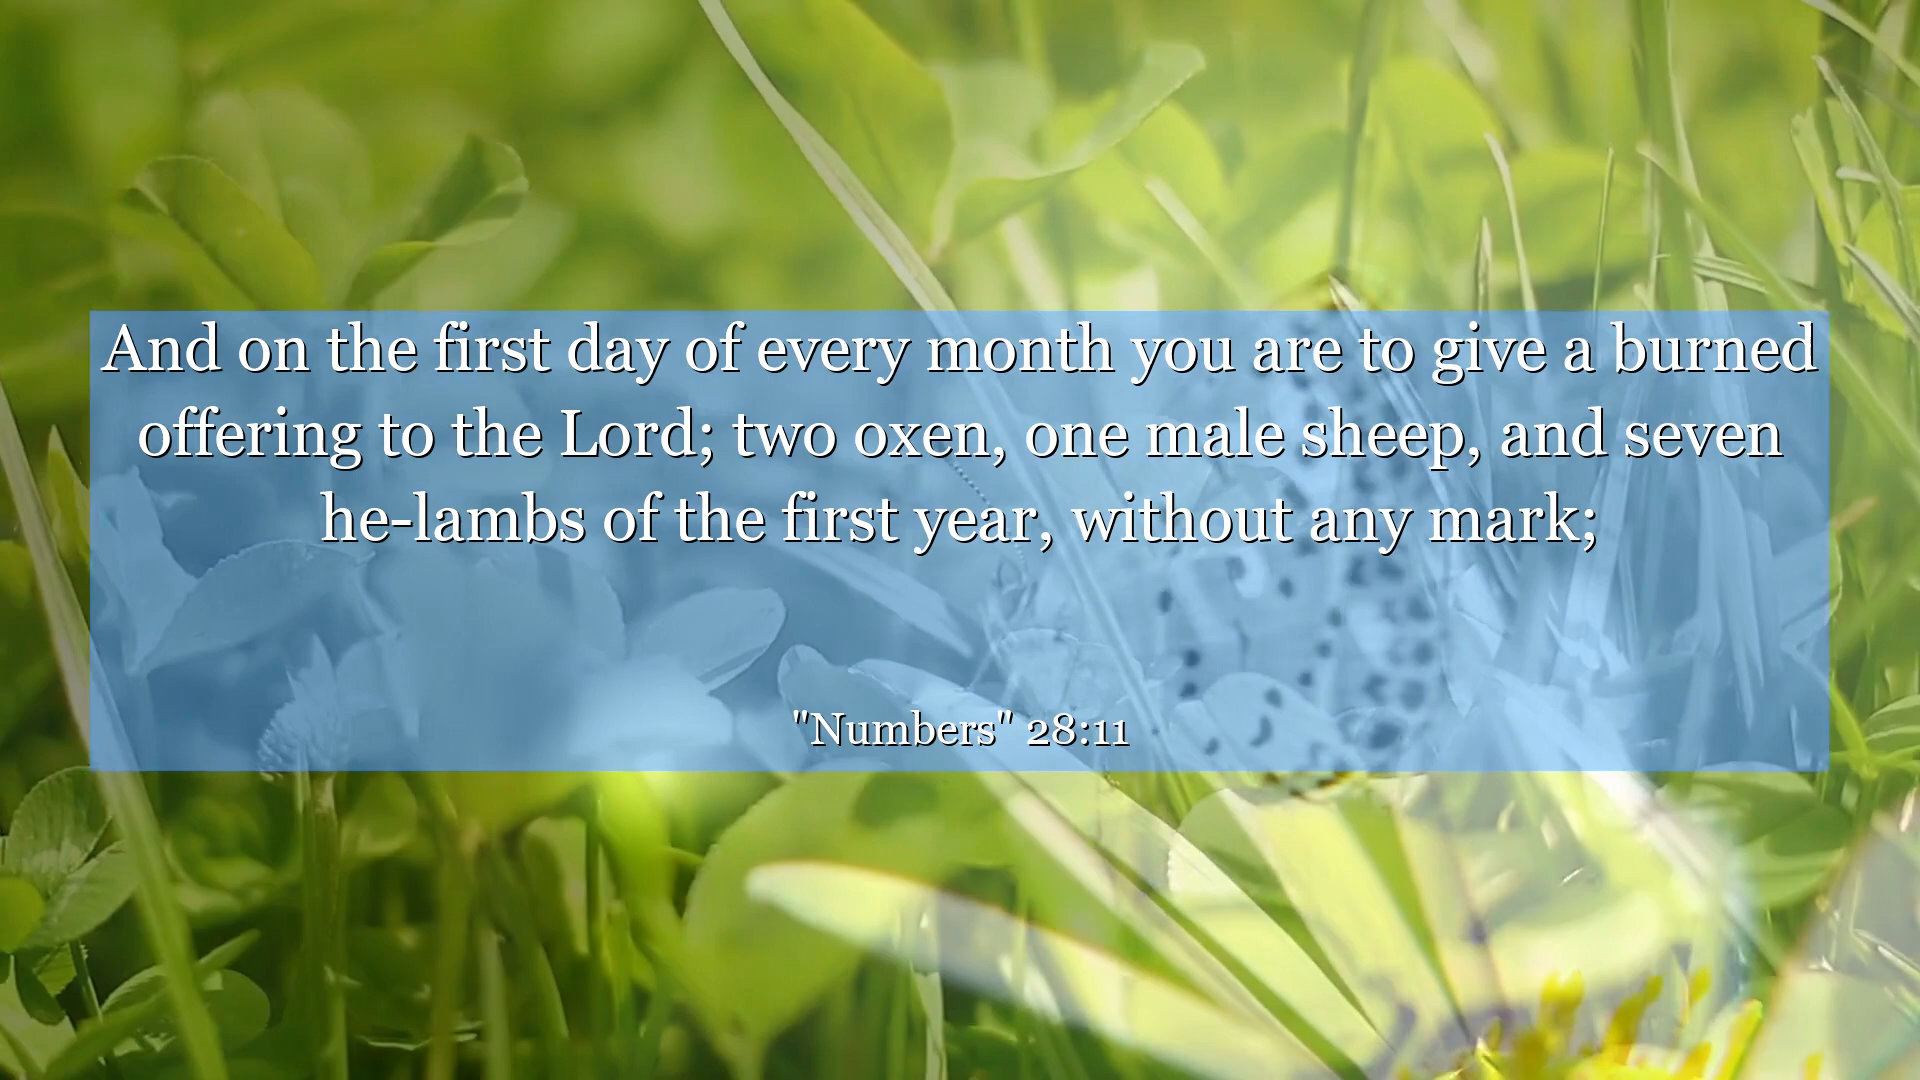 And on the first day of every month you are to give a burned
offering to the Lord; two oxen, one male sheep, and seven
he-lambs of the first year, without any mark;
"Numbers" 28:11